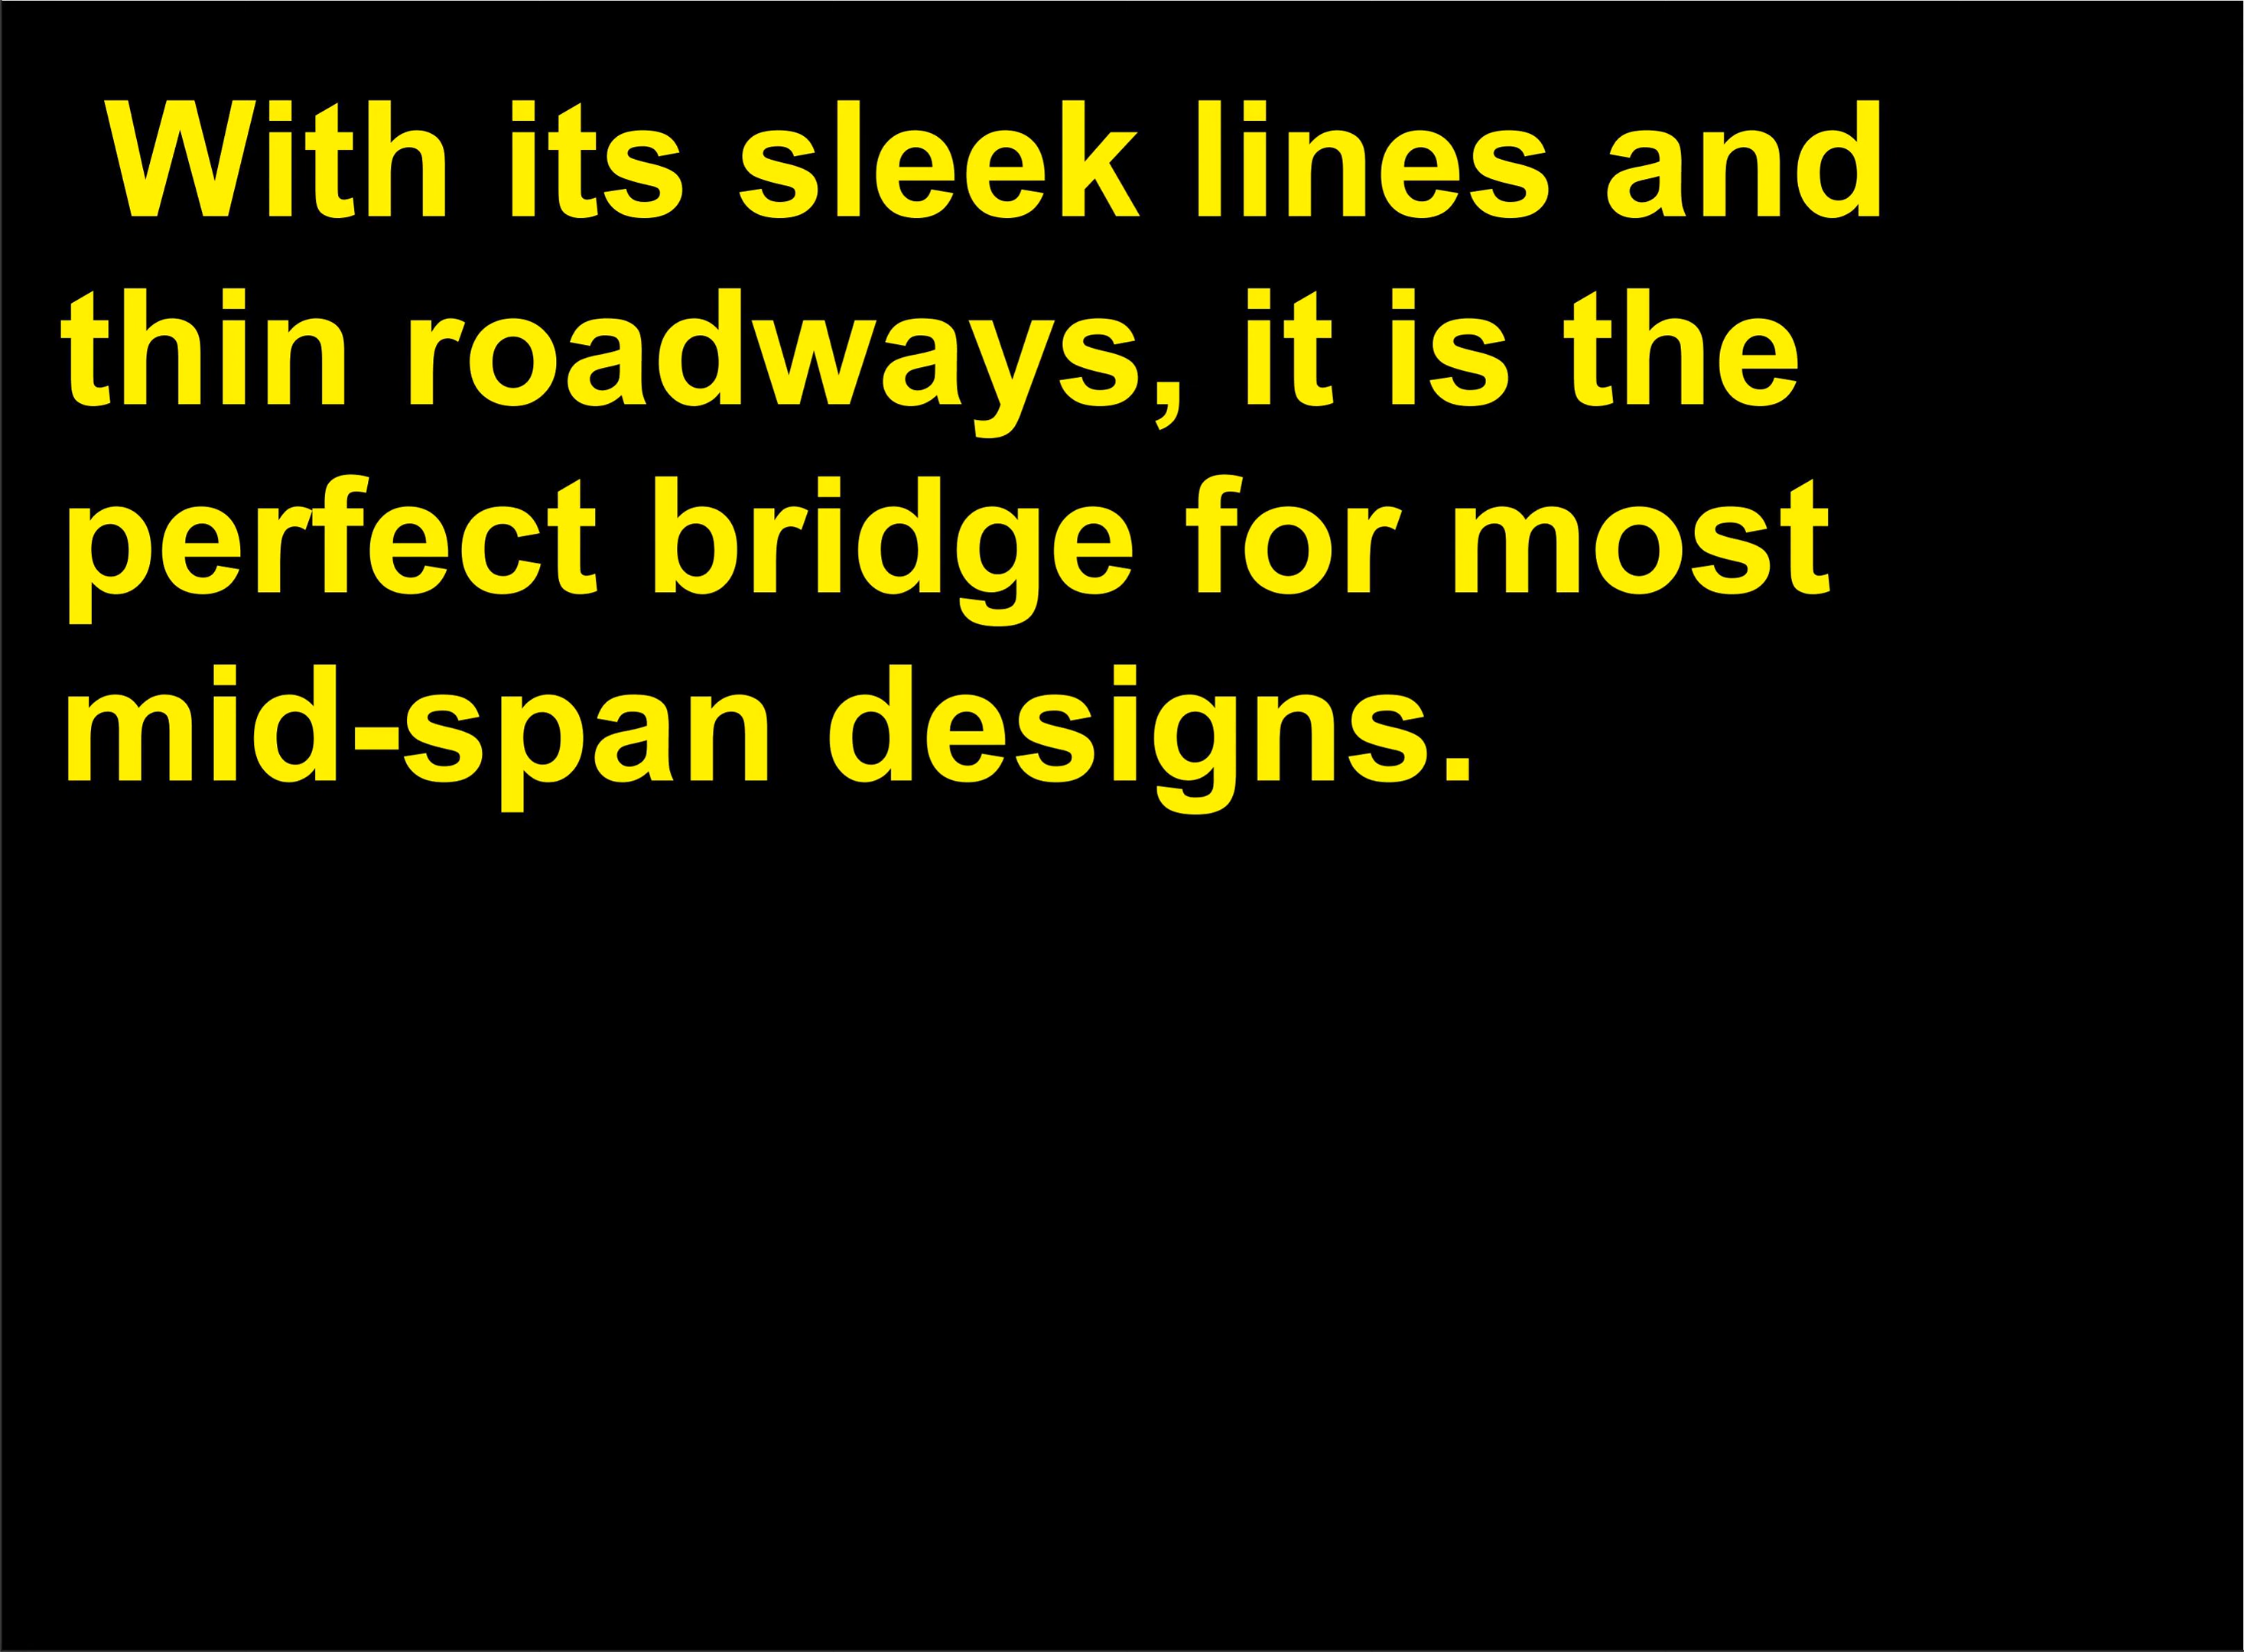 With its sleek lines and
thin roadways, it is the
perfect bridge for most
mid-span designs.